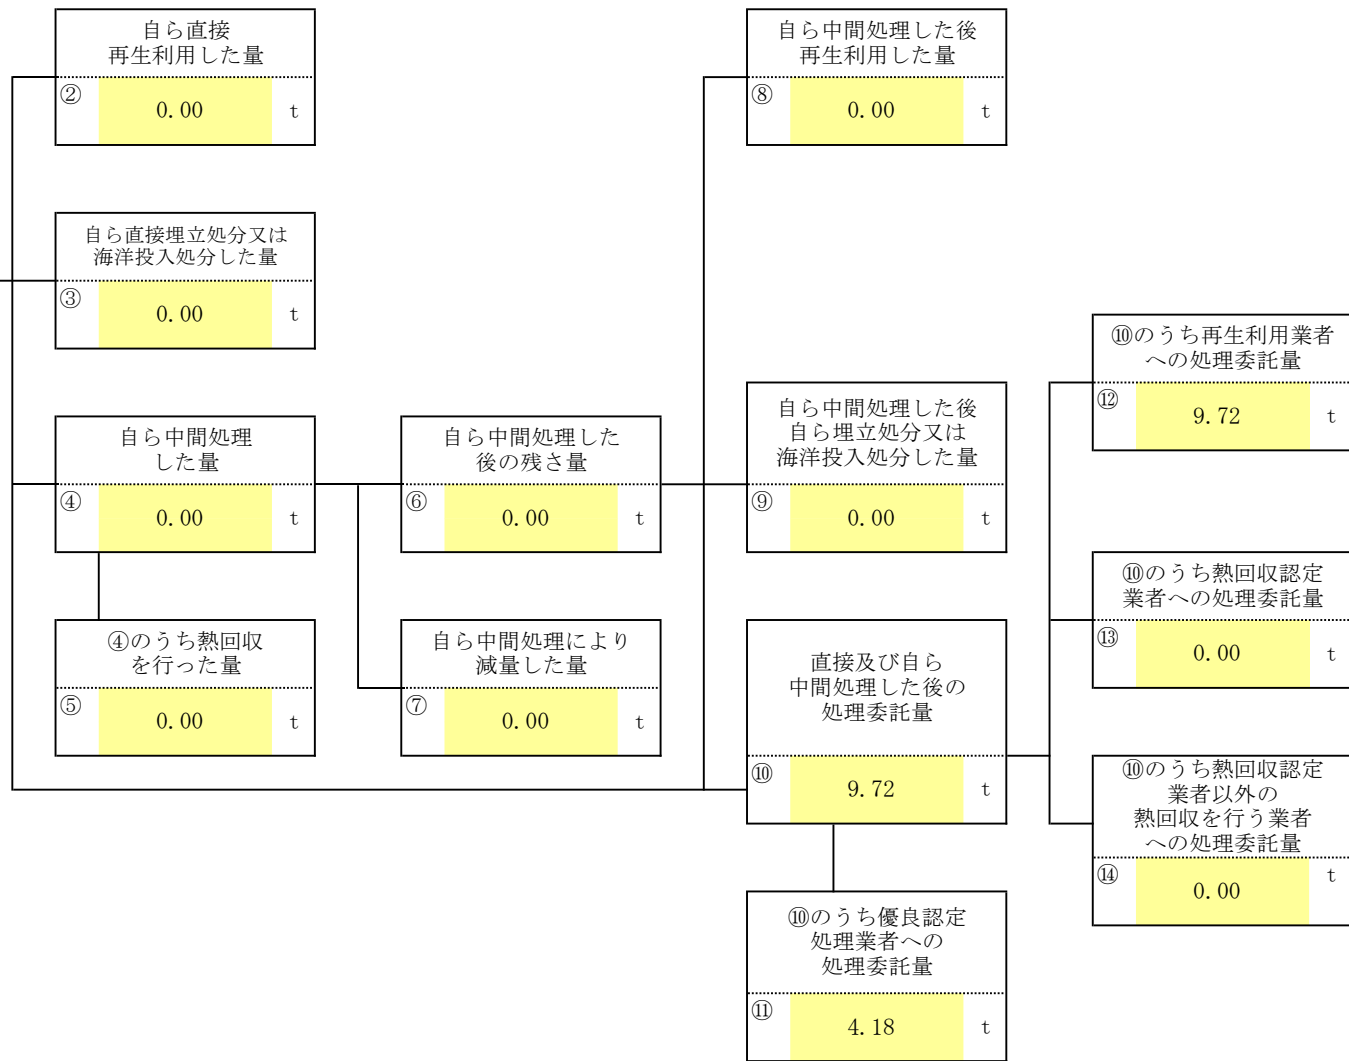 自ら直接
再生利用した量
②
0.00
t
自ら直接埋立処分又は
海洋投入処分した量
③
0.00
t
自ら中間処理
した量
④
0.00
t
④のうち熱回収
を行った量
⑤
0.00
t
自ら中間処理した
後の残さ量
⑥
0.00
t
自ら中間処理により
減量した量
⑦
0.00
t
自ら中間処理した後
再生利用した量
⑧
0.00
t
自ら中間処理した後
自ら埋立処分又は
海洋投入処分した量
⑨
0.00
t
直接及び自ら
中間処理した後の
処理委託量
⑩
9.72
t
⑩のうち優良認定
処理業者への
処理委託量
⑪
4.18
t
⑩のうち再生利用業者
への処理委託量
⑫
9.72
t
⑩のうち熱回収認定
業者への処理委託量
⑬
0.00
t
⑩のうち熱回収認定
業者以外の
熱回収を行う業者
への処理委託量
⑭
0.00
t